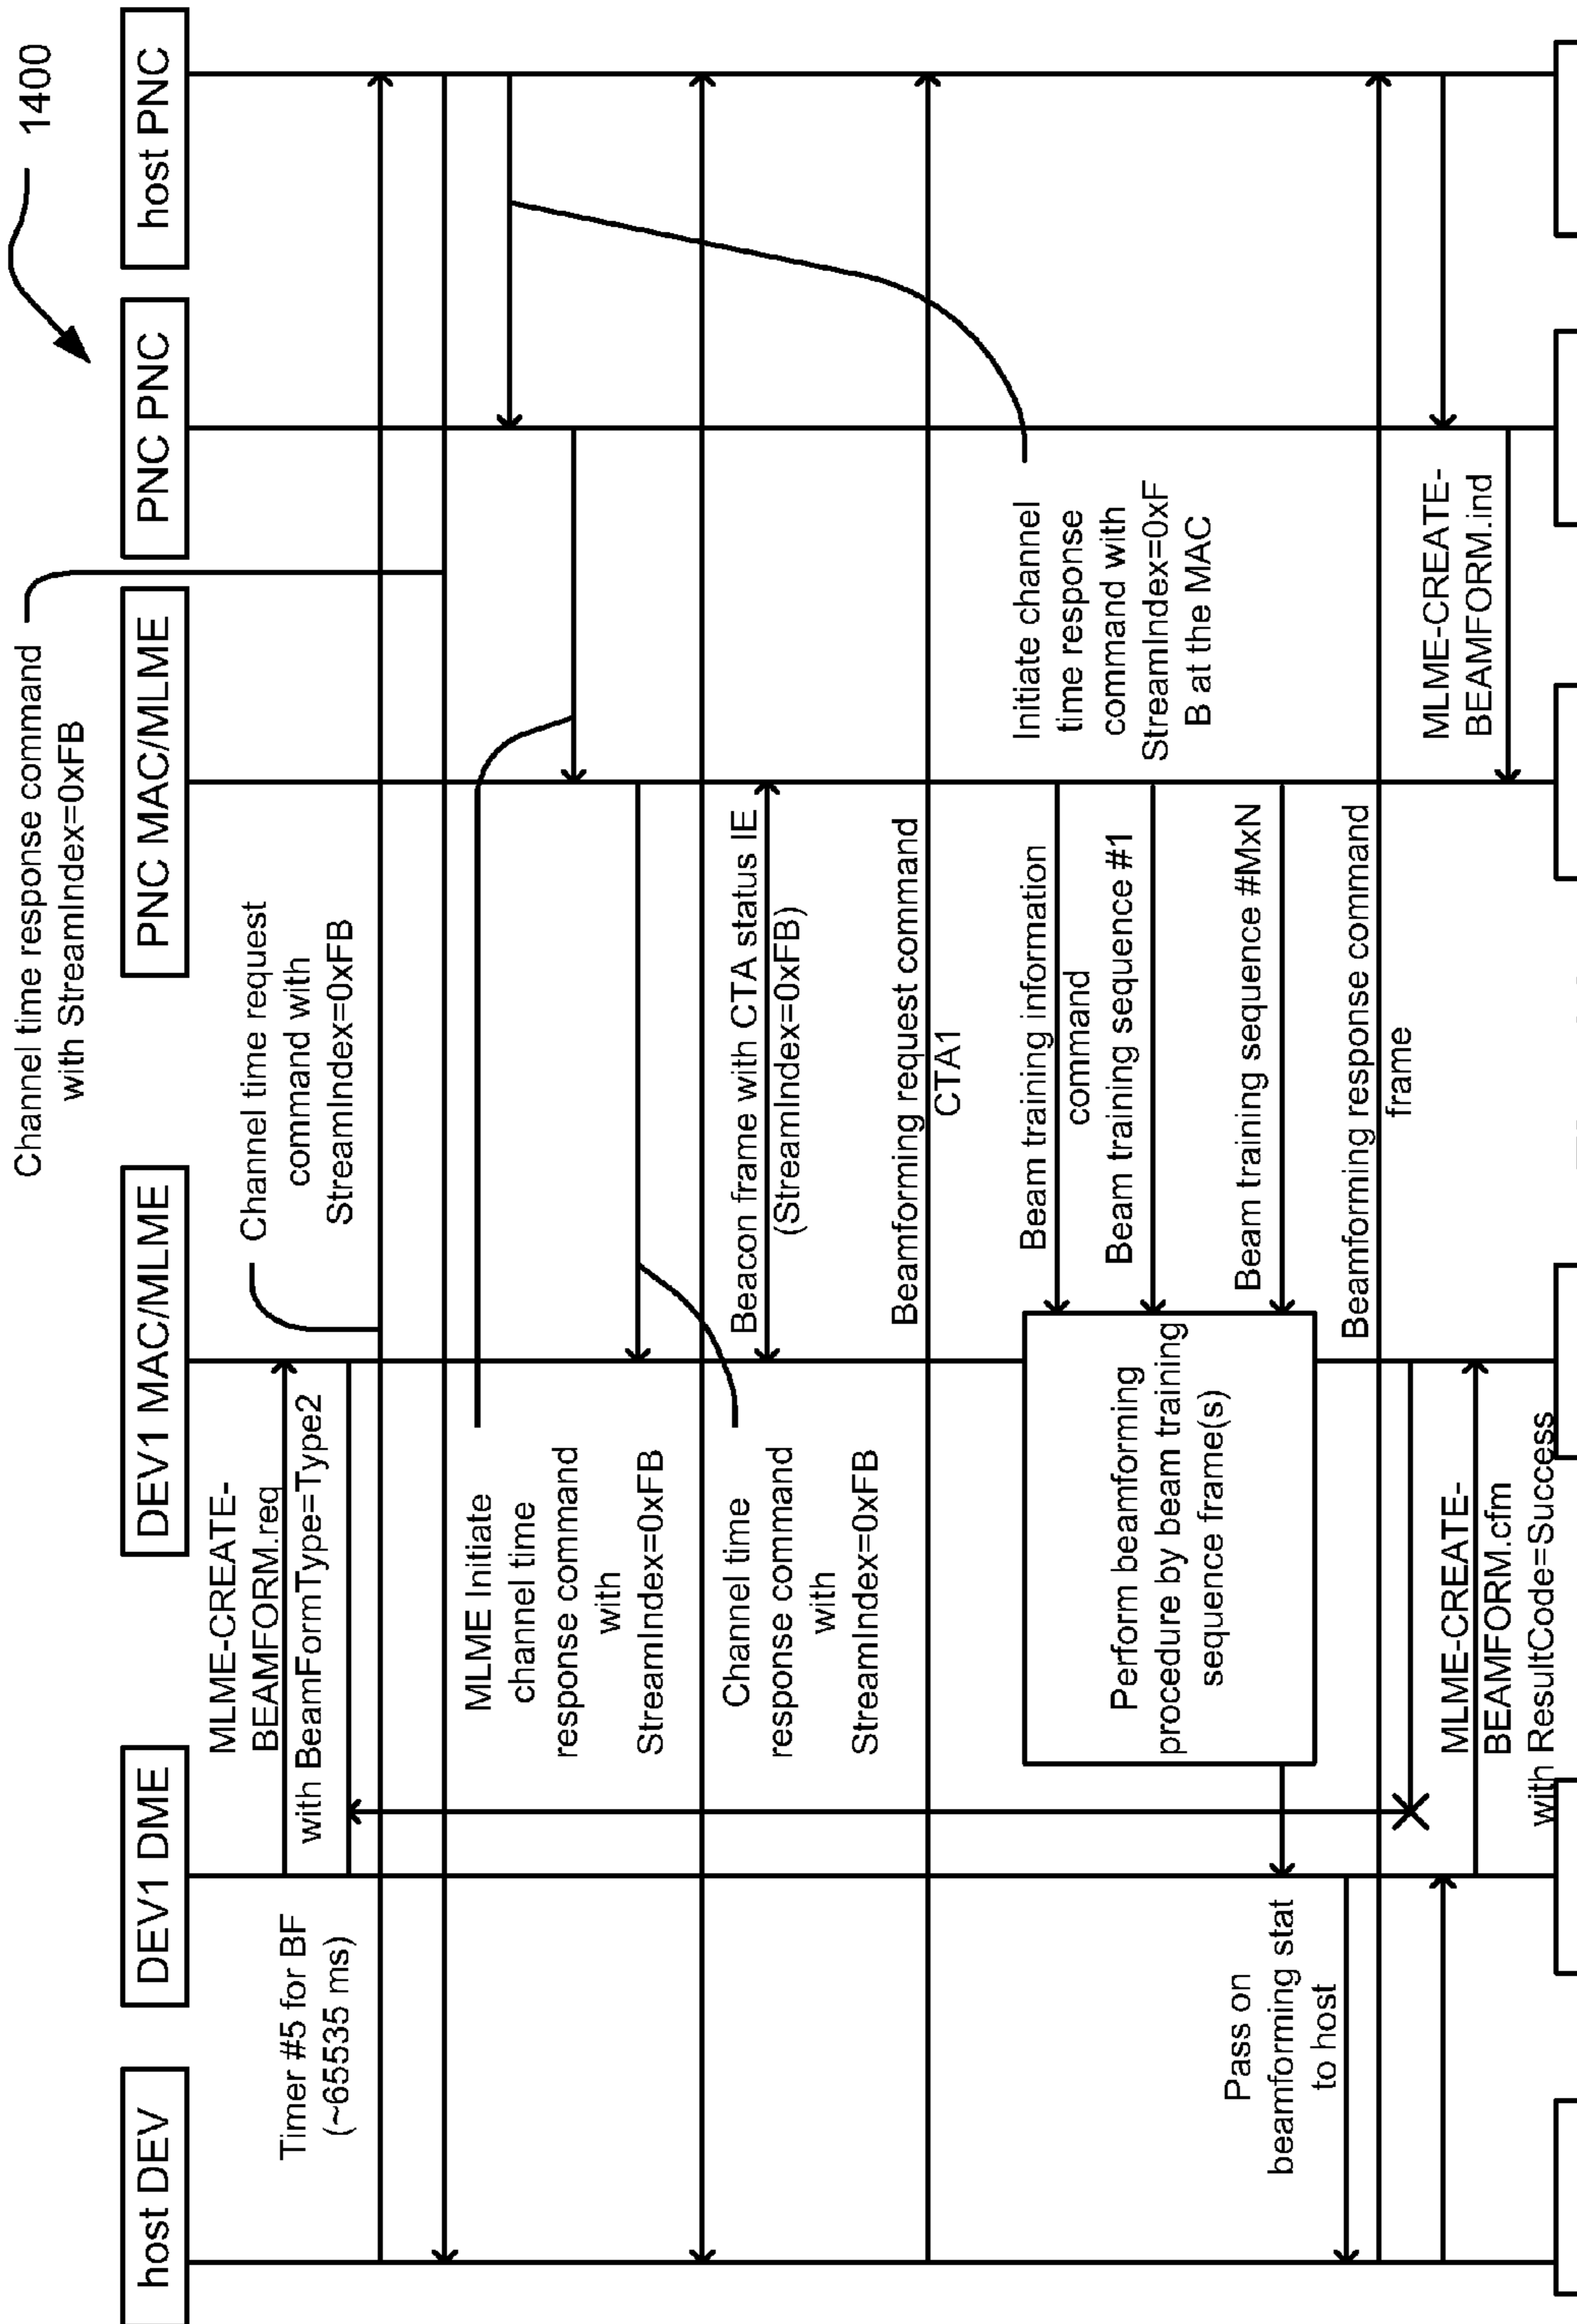 1400
host DEV
DEV1 DME
DEV1 MAC/MLME
PNC MAC/MLME
PNC PNC
host PNC
Channel time response command
with StreamIndex=0xFB
MLME-CREATE-
BEAMFORM.req
with BeamFormType=Type2
Timer #5 for BF
(~65535 ms)
Channel time request
command with
StreamIndex=0xFB
MLME Initiate
channel time
response command
with
StreamIndex=0xFB
Channel time
response command
with
StreamIndex=0xFB
Beacon frame with CTA status IE
(StreamIndex=0xFB)
Beamforming request command
CTA1
Initiate channel
time response
command with
StreamIndex=0xF
B at the MAC
Beam training information
command
Beam training sequence #1
Beam training sequence #MxN
Perform beamforming
procedure by beam training
sequence frame(s)
Pass on
beamforming stat
to host
Beamforming response command
frame
MLME-CREATE-
BEAMFORM.cfm
with ResultCode=Success
MLME-CREATE-
BEAMFORM.ind